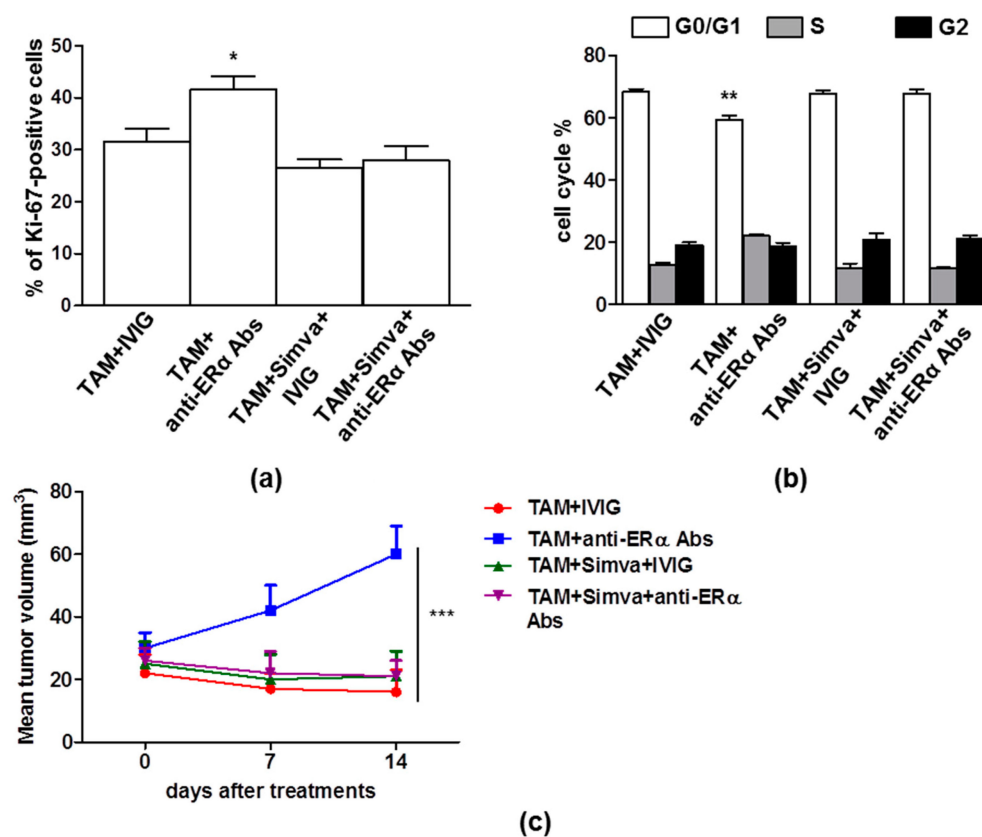 50
40
30
20
10
0
% of Ki-67-positive cells
*
TAM+IVIG
TAM+
anti-ERα Abs
TAM+Simva+
IVIG
TAM+Simva+
anti-ERα Abs
(a)
G0/G1 S G2
80
60
40
20
0
cell cycle %
**
TAM+IVIG
TAM+
anti-ERα Abs
TAM+Simva+
IVIG
TAM+Simva+
anti-ERα Abs
(b)
80
60
40
20
0
Mean tumor volume (mm³)
0 7 14
days after treatments
***
TAM+IVIG
TAM+anti-ERα Abs
TAM+Simva+IVIG
TAM+Simva+anti-ERα
Abs
(c)